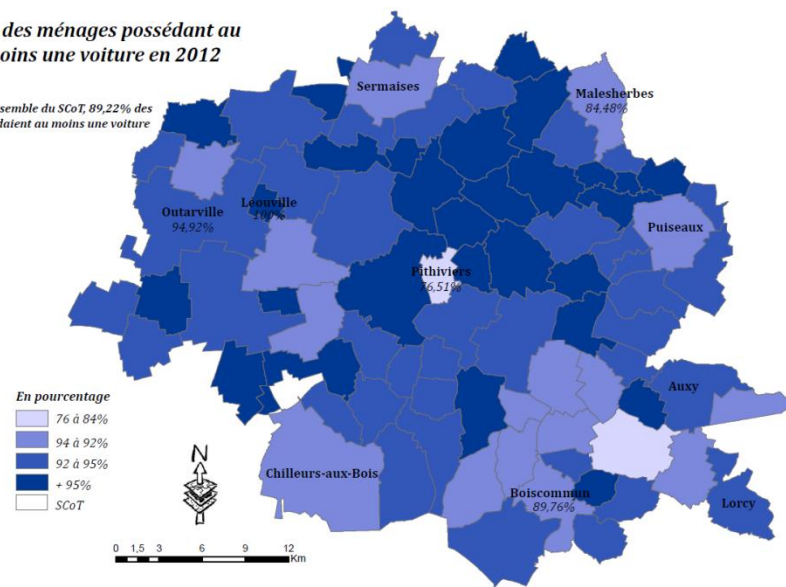 des ménages possédant au
oins une voiture en 2012
semble du SCoT, 89,22% des
daient au moins une voiture
Sermaises
Malesherbes
84,48%
Léouville
100%
Outarville
94,92%
Puiseaux
Pithiviers
76,51%
En pourcentage
76 à 84%
94 à 92%
92 à 95%
+ 95%
SCoT
Auxy
N
Chilleurs-aux-Bois
Boiscommun
89,76%
Lorcy
0 1,5 3 6 9 12
Km